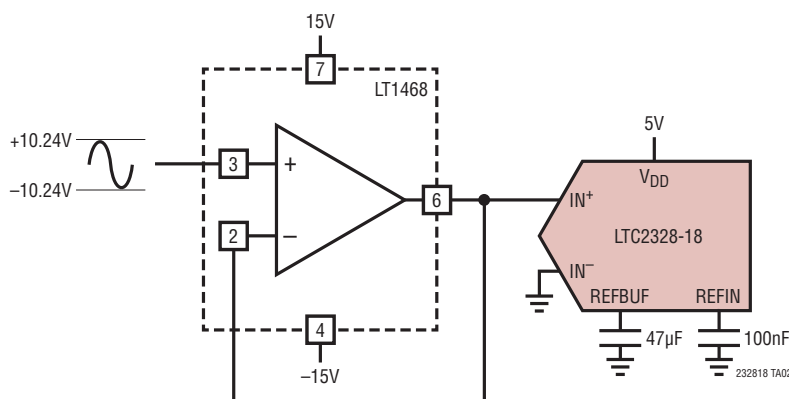 15V
7
LT1468
+10.24V
–10.24V
3
+
2
–
6
4
–15V
5V
VDD
IN+
LTC2328-18
IN–
REFBUF
REFIN
47µF
100nF
232818 TA02